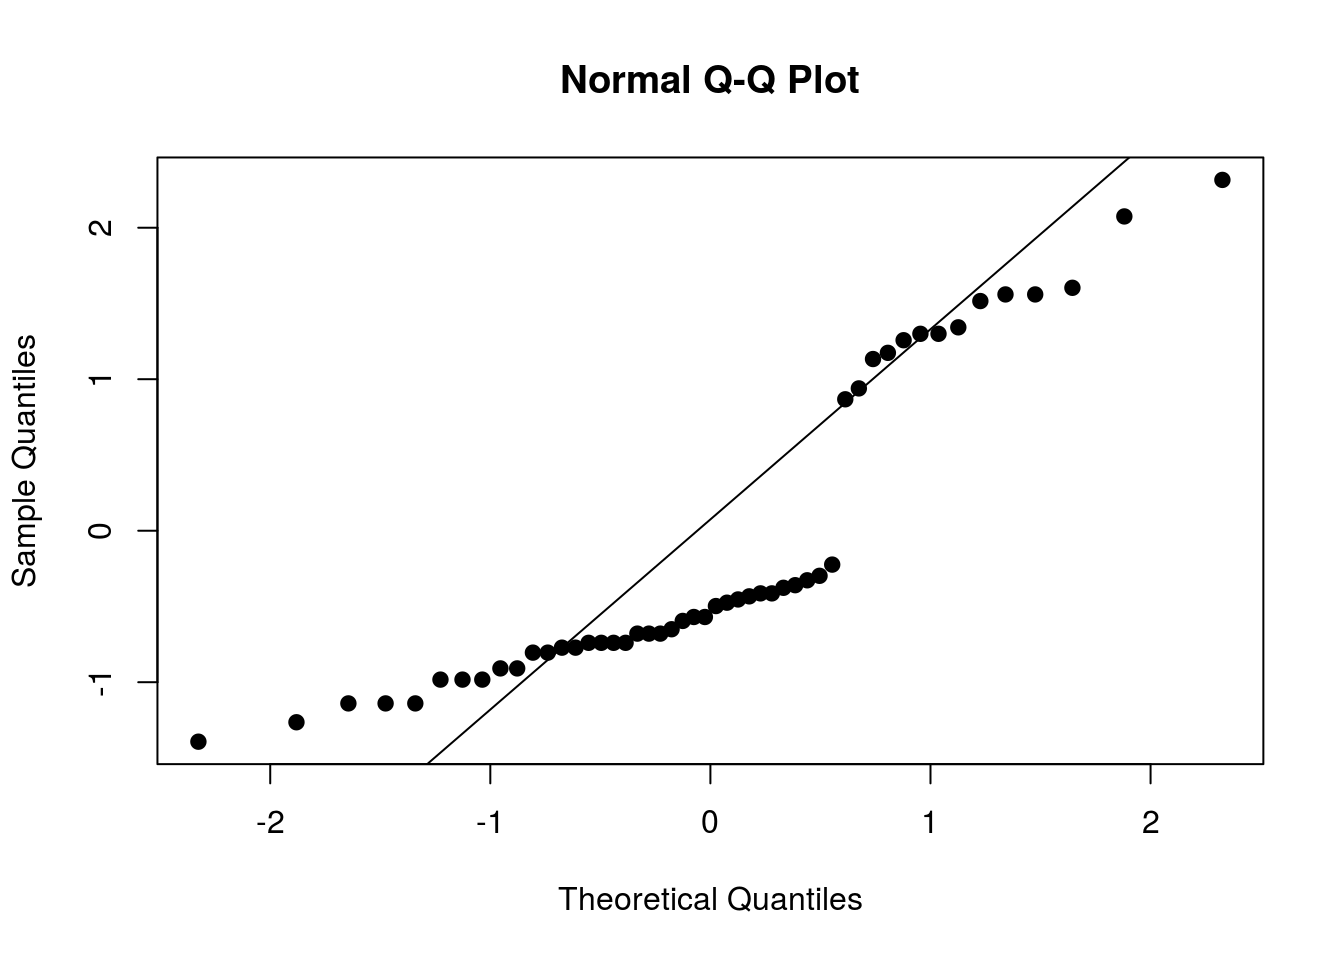 Normal Q-Q Plot
Sample Quantiles
2
1
0
-1
-2 -1 0 1 2
Theoretical Quantiles